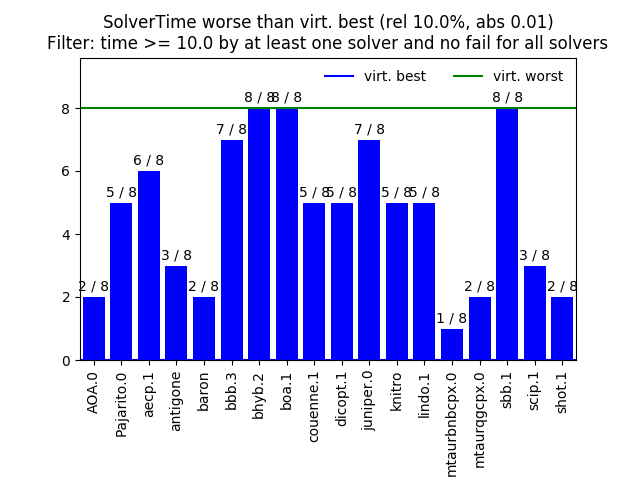 SolverTime worse than virt. best (rel 10.0%, abs 0.01)
Filter: time >= 10.0 by at least one solver and no fail for all solvers
virt. best
virt. worst
8
6
4
2
0
2 / 8
5 / 8
6 / 8
3 / 8
2 / 8
7 / 8
8 / 8
8 / 8
5 / 8
5 / 8
7 / 8
5 / 8
5 / 8
1 / 8
2 / 8
8 / 8
3 / 8
2 / 8
AOA.0
Pajarito.0
aecp.1
antigone
baron
bbb.3
bhyb.2
boa.1
couenne.1
dicopt.1
juniper.0
knitro
lindo.1
mtaurbnbcpx.0
mtaurqgcpx.0
sbb.1
scip.1
shot.1